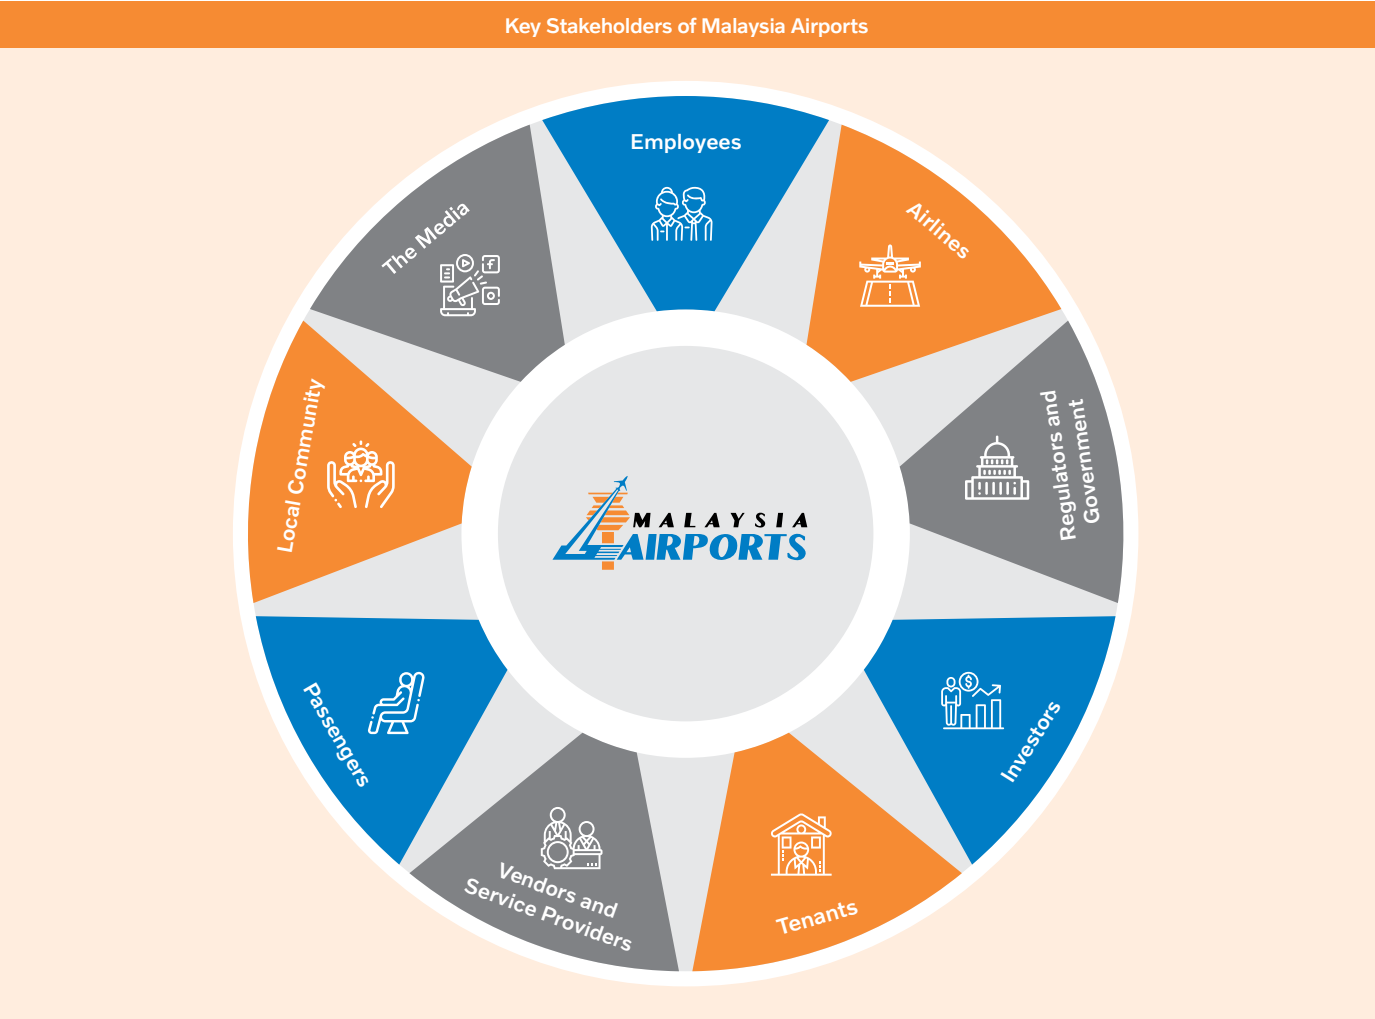 Key Stakeholders of Malaysia Airports
Employees
Airlines
Regulators and
Government
Investors
Tenants
Vendors and
Service Providers
Passengers
Local Community
The Media
MALAYSIA
AIRPORTS